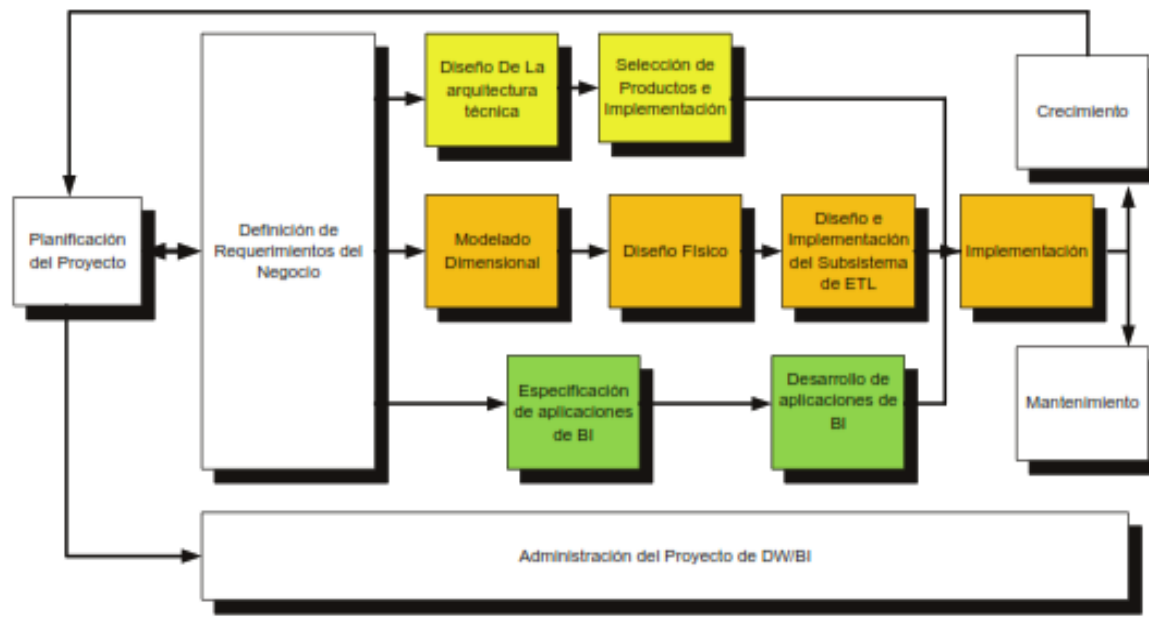 Diseño De La
arquitectura
técnica
Selección de
Productos e
Implementación
Crecimiento
Planificación
del Proyecto
Definición de
Requerimientos del
Negocio
Modelado
Dimensional
Diseño Físico
Diseño e
Implementación
del Subsistema
de ETL
Implementación
Especificación
de aplicaciones
de BI
Desarrollo de
aplicaciones de
BI
Mantenimiento
Administración del Proyecto de DW/BI